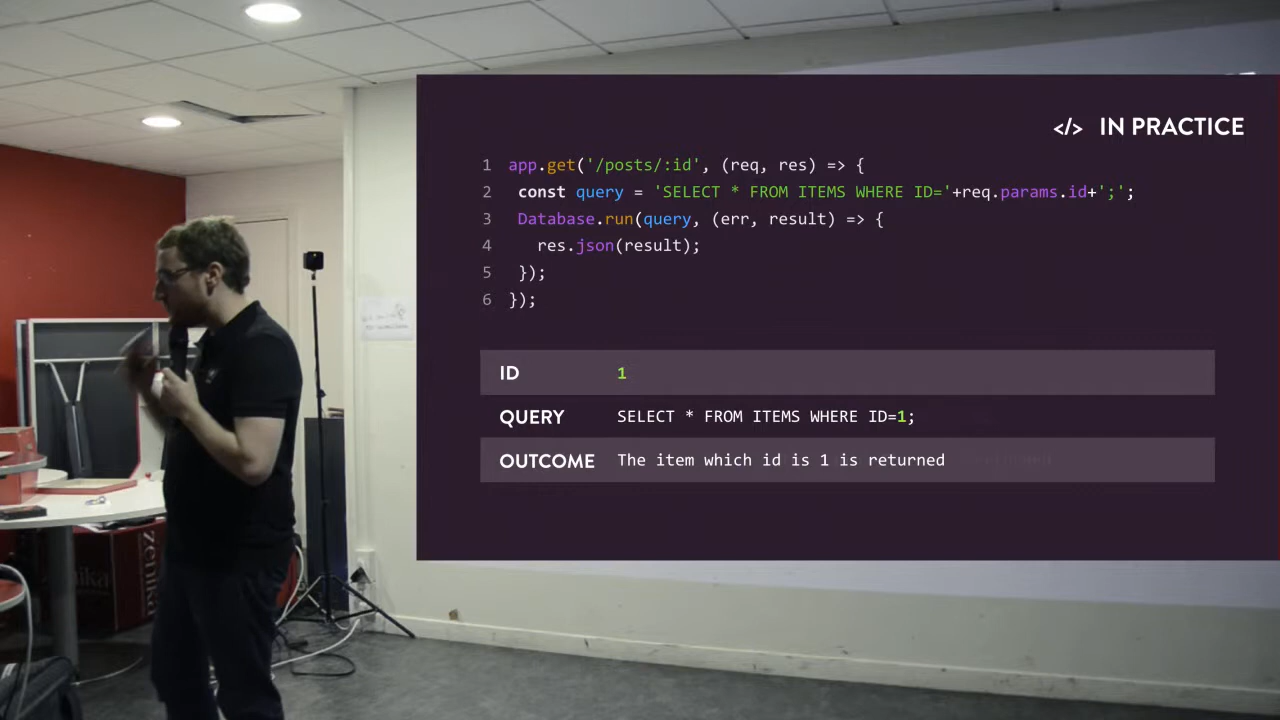 </> IN PRACTICE
1 app.get('/posts/:id', (req, res) => {
2 const query = 'SELECT * FROM ITEMS WHERE ID='+req.params.id+';';
3 Database.run(query, (err, result) => {
4 res.json(result);
5 });
6 });
ID 1
QUERY SELECT * FROM ITEMS WHERE ID=1;
OUTCOME The item which id is 1 is returned
zenika